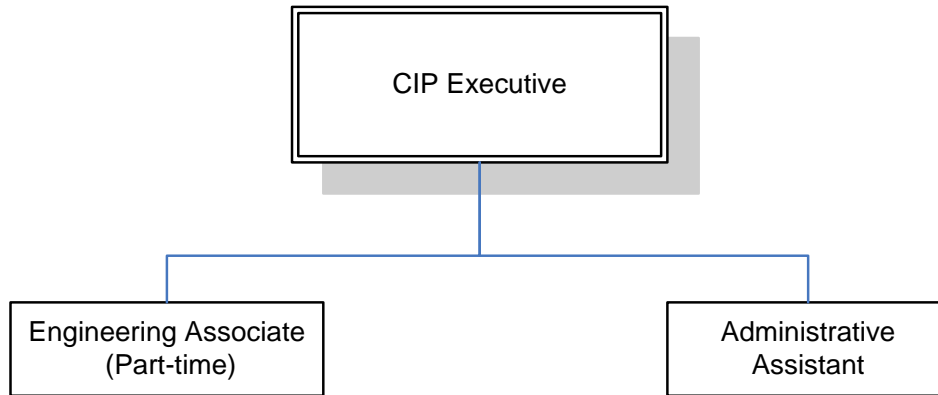 CIP Executive
Engineering Associate
(Part-time)
Administrative
Assistant